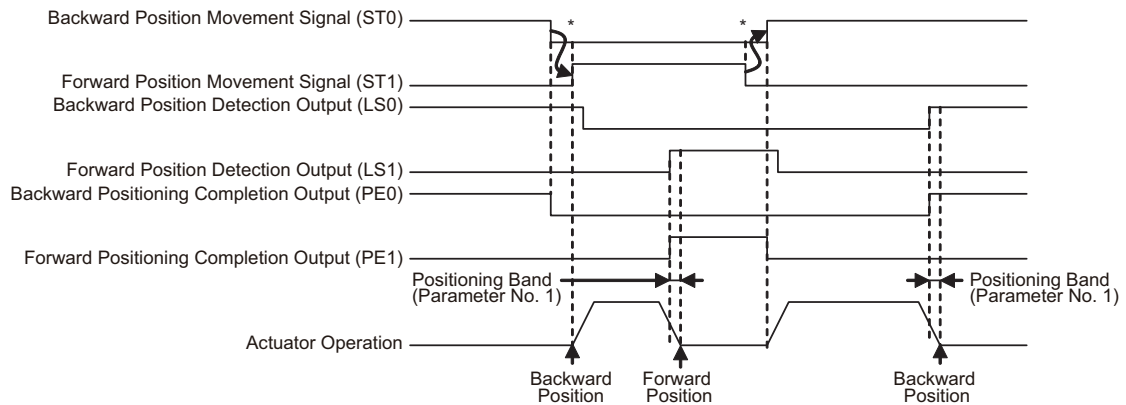 Backward Position Movement Signal (ST0)
* *
Forward Position Movement Signal (ST1)
Backward Position Detection Output (LS0)
Forward Position Detection Output (LS1)
Backward Positioning Completion Output (PE0)
Forward Positioning Completion Output (PE1)
Positioning Band
(Parameter No. 1)
Positioning Band
(Parameter No. 1)
Actuator Operation
Backward
Position
Forward
Position
Backward
Position